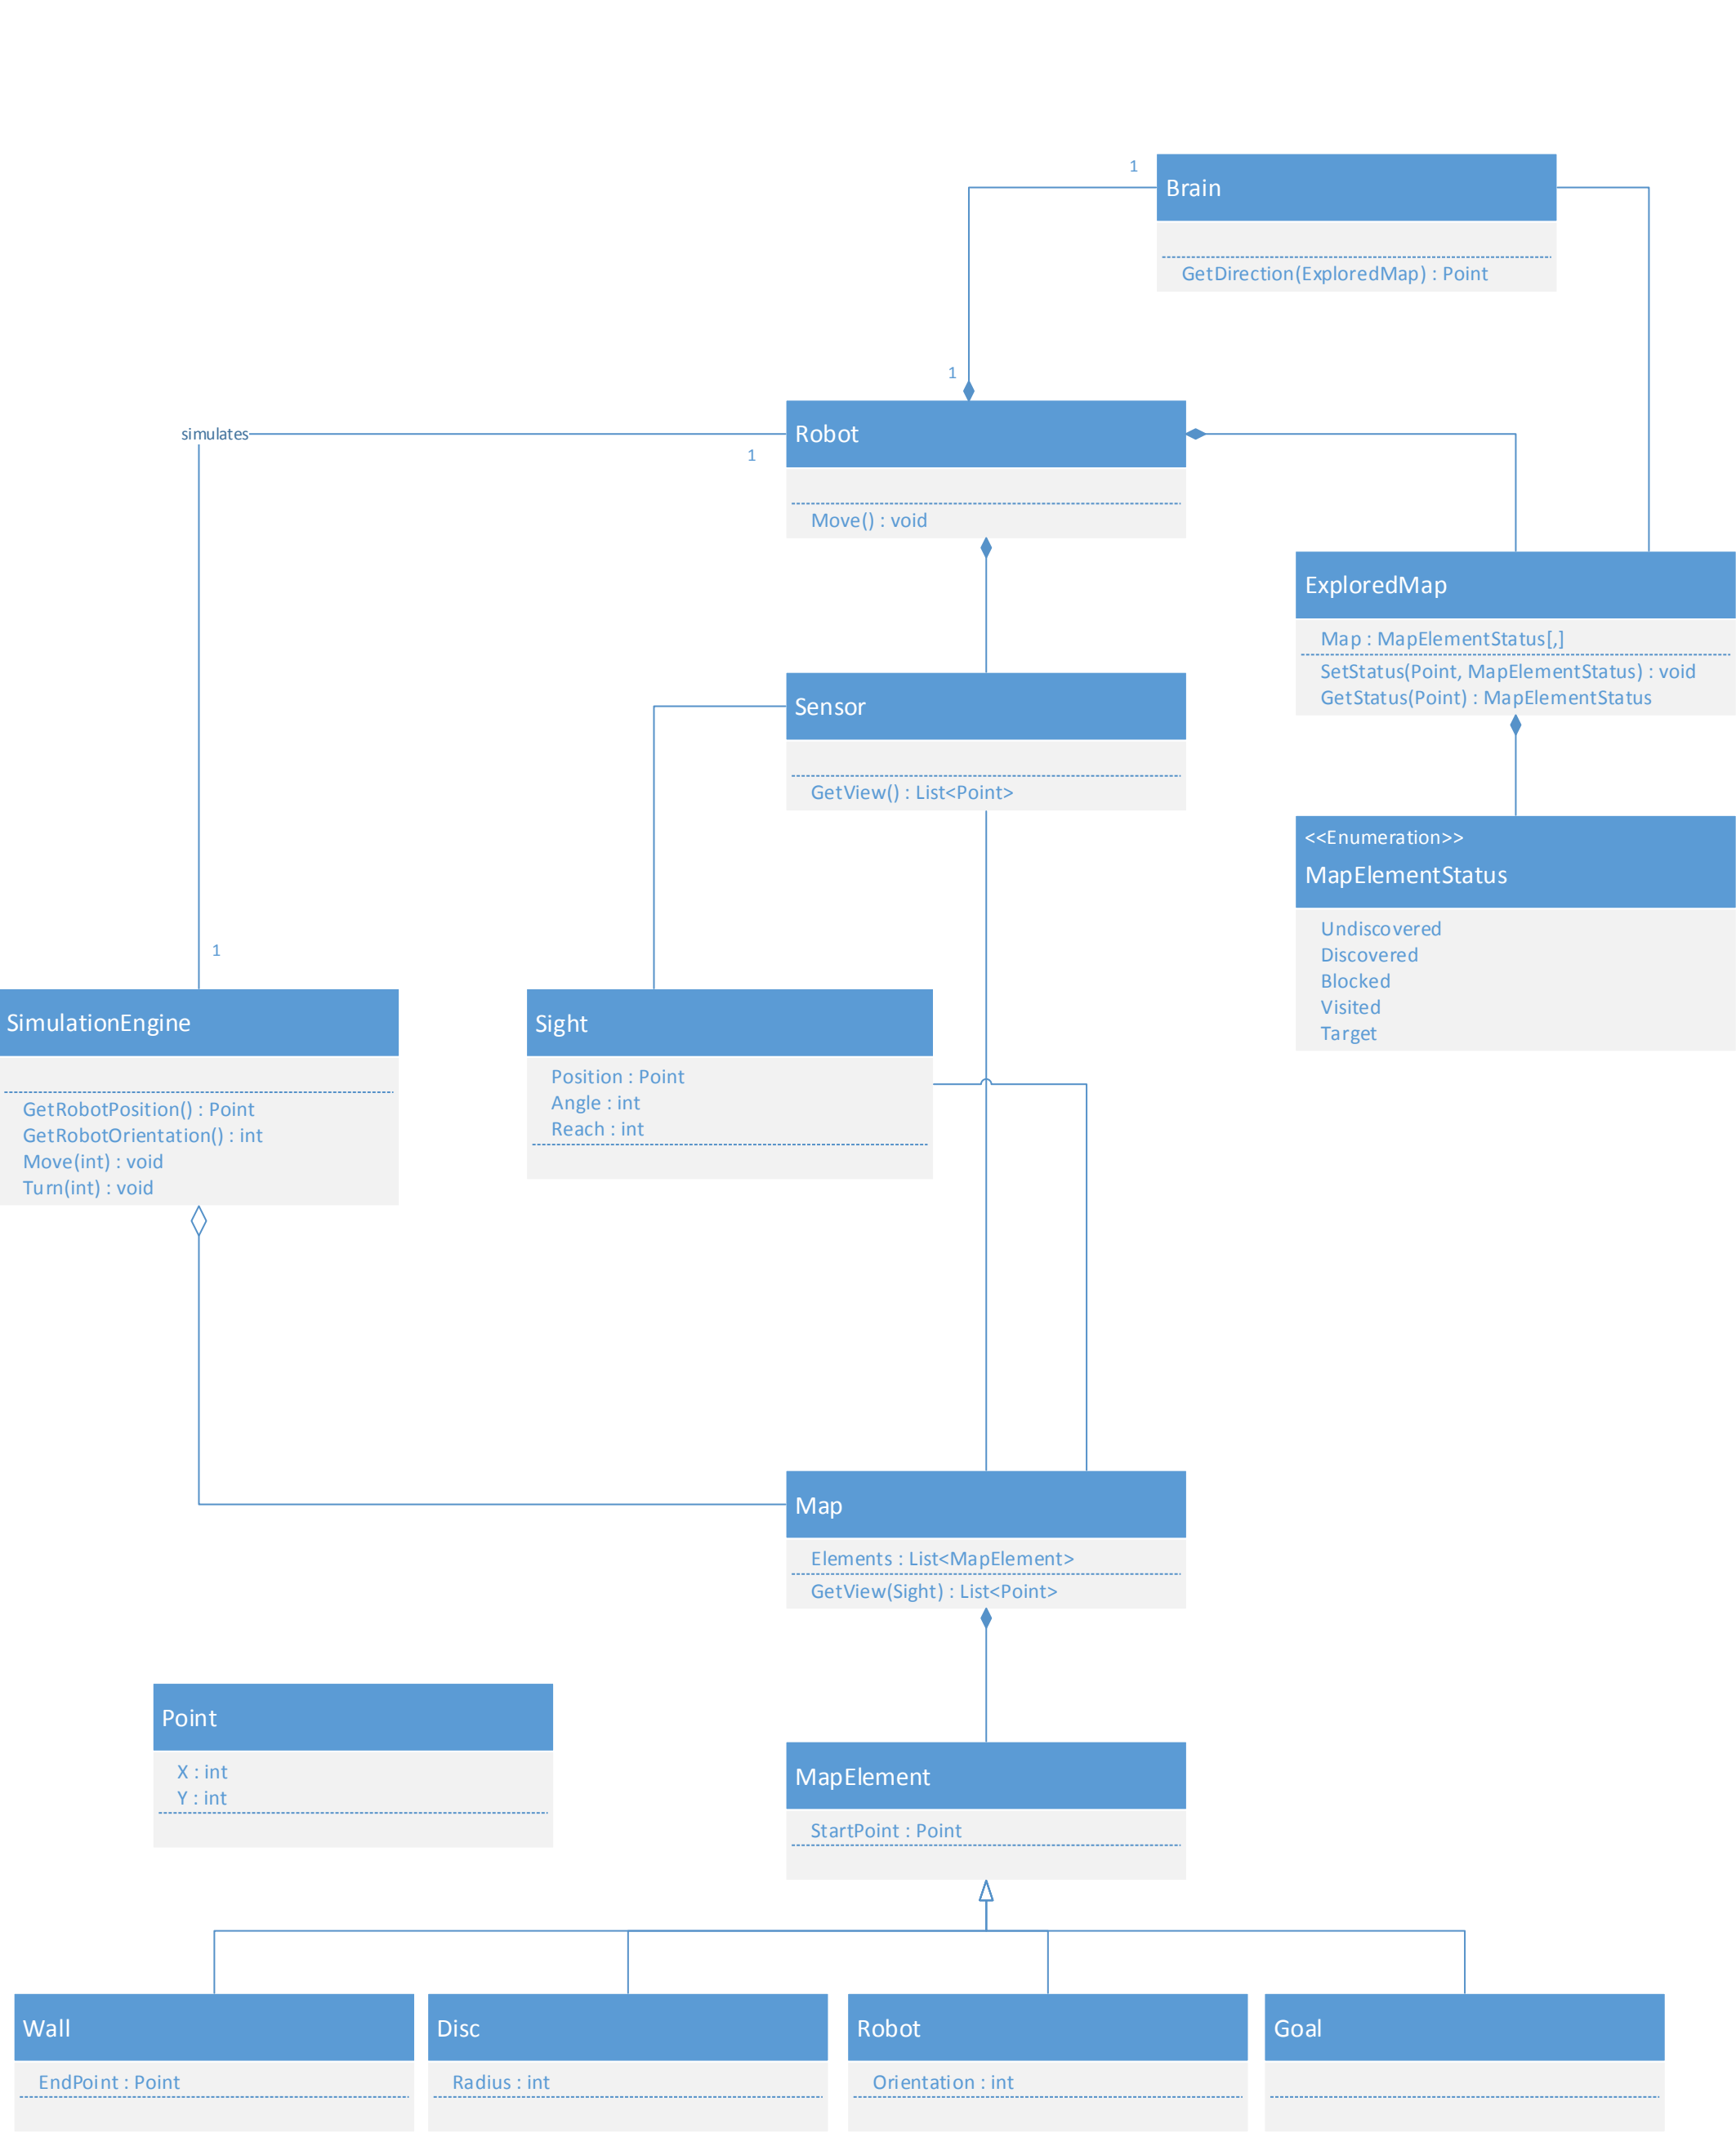 1
Brain
GetDirection(ExploredMap) : Point
1
simulates
Robot
1
Move() : void
ExploredMap
Map : MapElementStatus[,]
SetStatus(Point, MapElementStatus) : void
GetStatus(Point) : MapElementStatus
Sensor
GetView() : List<Point>
<<Enumeration>>
MapElementStatus
Undiscovered
Discovered
Blocked
Visited
Target
1
SimulationEngine
GetRobotPosition() : Point
GetRobotOrientation() : int
Move(int) : void
Turn(int) : void
Sight
Position : Point
Angle : int
Reach : int
Map
Elements : List<MapElement>
GetView(Sight) : List<Point>
Point
X : int
Y : int
MapElement
StartPoint : Point
Wall
EndPoint : Point
Disc
Radius : int
Robot
Orientation : int
Goal